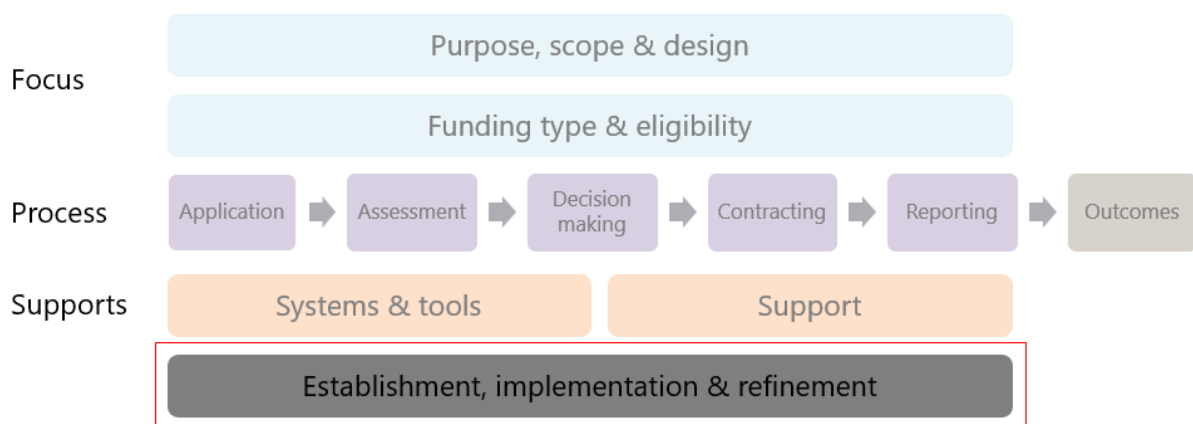 Purpose, scope & design
Focus
Funding type & eligibility
Process
Application
Assessment
Decision
making
Contracting
Reporting
Outcomes
Supports
Systems & tools
Support
Establishment, implementation & refinement